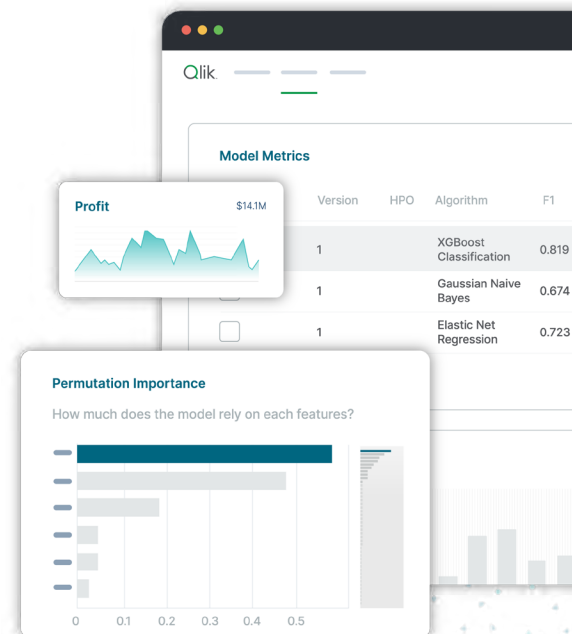 Qlik
Model Metrics
Profit
$14.1M
Version HPO Algorithm F1
1 XGBoost
Classification 0.819
1 Gaussian Naive
Bayes 0.674
1 Elastic Net
Regression 0.723
Permutation Importance
How much does the model rely on each features?
0 0.1 0.2 0.3 0.4 0.5